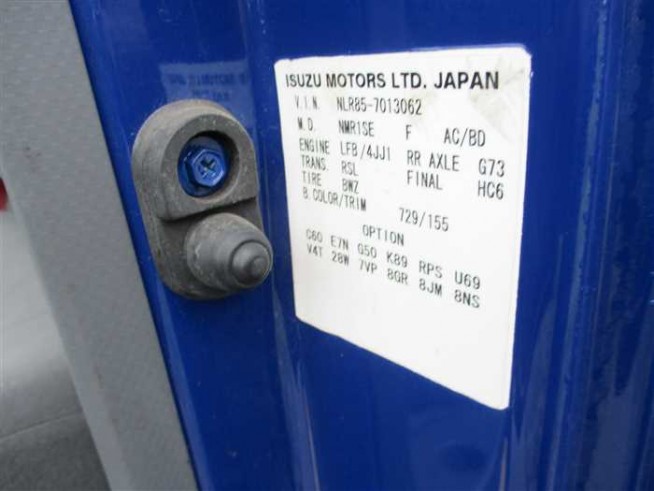 ISUZU MOTORS LTD. JAPAN
V.I.N. NLR85-7013062
M.O. NMR1SE F AC/BD
ENGINE LFB/4JJ1 RR AXLE G73
TRANS. RSL FINAL HC6
TIRE BWZ
B.COLOR/TRIM 729/155
OPTION
C60 E7N G50 K89 RPS U69
V4T 28W 7VP 8GR 8JM 8NS